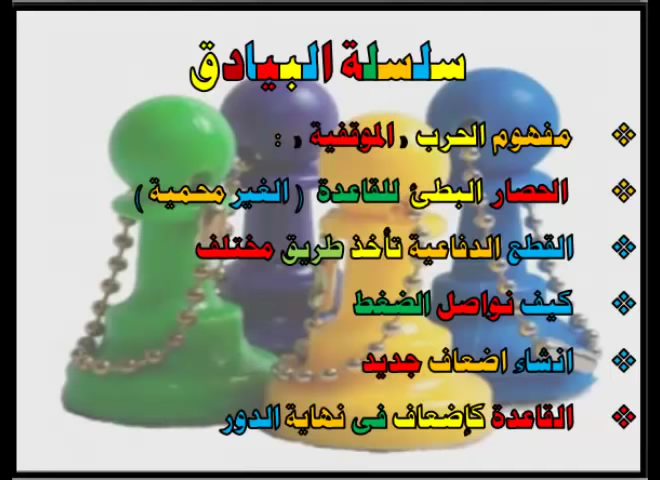 سلسلة البيادق
مفهوم الحرب " الموقفية " :
الحصار البطئ للقاعدة ( الغير محمية )
القطع الدفاعية تأخذ طريق مختلف
كيف نواصل الضغط
انشاء اضعاف جديد
القاعدة كإضعاف فى نهاية الدور